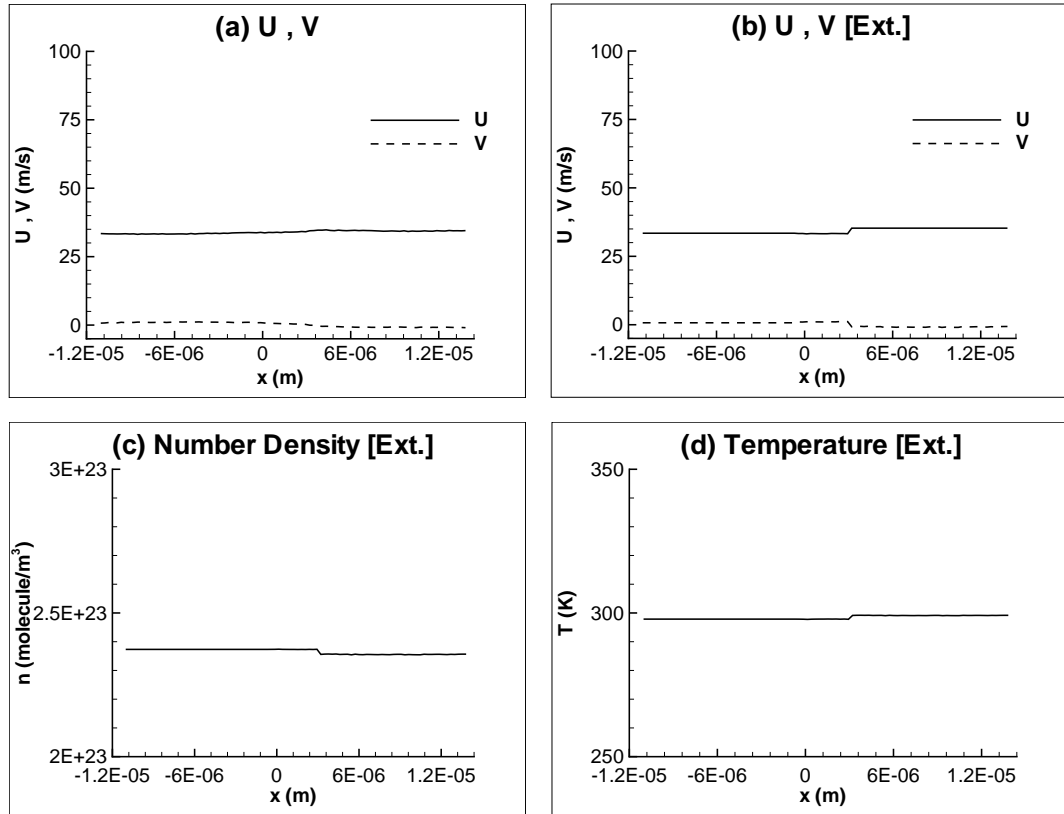 (a) U , V
100
75
50
25
0
U , V (m/s)
U
V
-1.2E-05 -6E-06 0 6E-06 1.2E-05
x (m)
(b) U , V [Ext.]
100
75
50
25
0
U , V (m/s)
U
V
-1.2E-05 -6E-06 0 6E-06 1.2E-05
x (m)
(c) Number Density [Ext.]
3E+23
2.5E+23
2E+23
n (molecule/m³)
-1.2E-05 -6E-06 0 6E-06 1.2E-05
x (m)
(d) Temperature [Ext.]
350
300
250
T (K)
-1.2E-05 -6E-06 0 6E-06 1.2E-05
x (m)